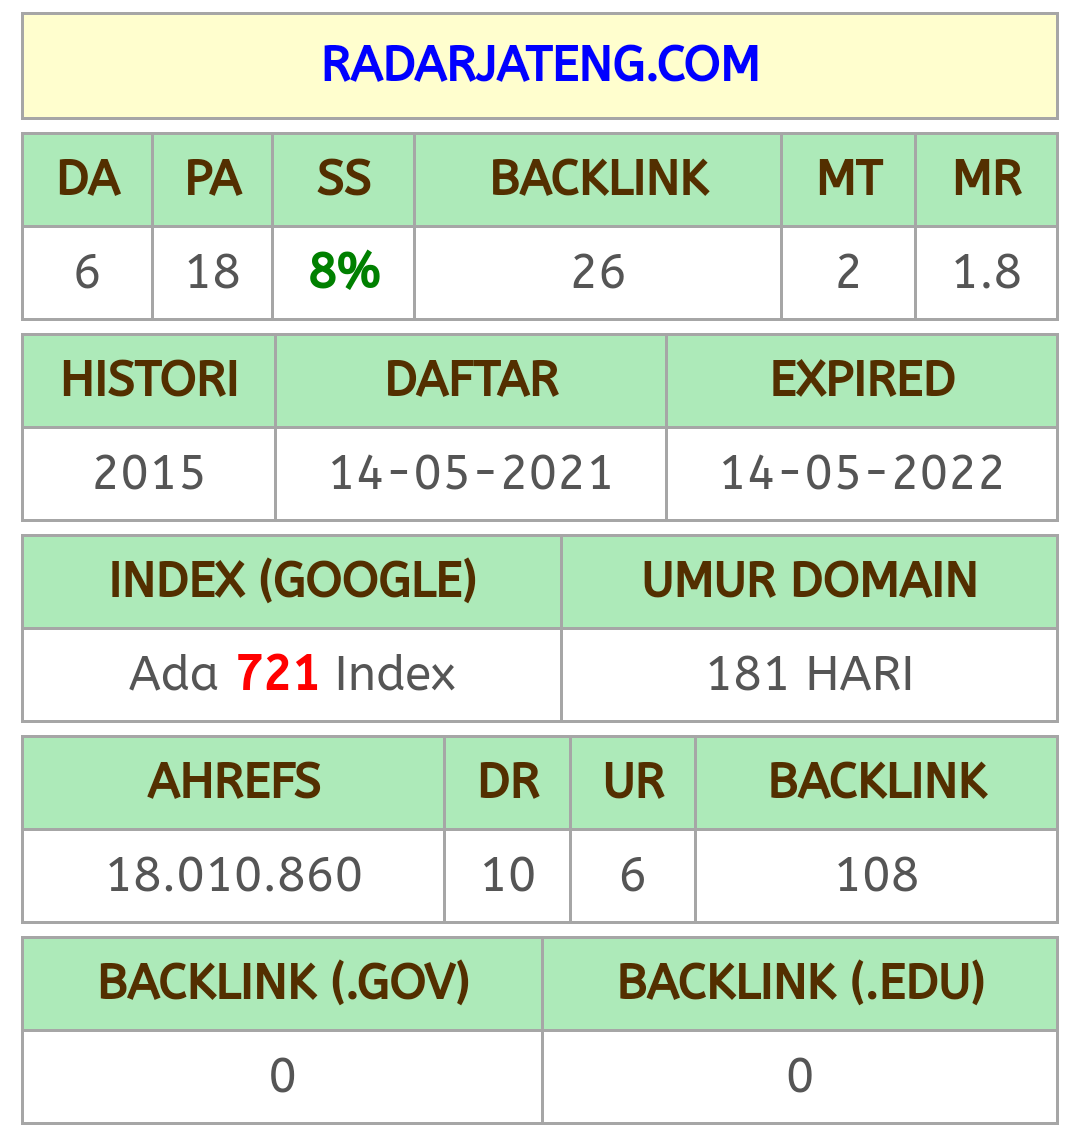 RADARJATENG.COM
DA PA SS BACKLINK MT MR
6 18 8% 26 2 1.8
HISTORI DAFTAR EXPIRED
2015 14-05-2021 14-05-2022
INDEX (GOOGLE) UMUR DOMAIN
Ada 721 Index 181 HARI
AHREFS DR UR BACKLINK
18.010.860 10 6 108
BACKLINK (.GOV) BACKLINK (.EDU)
0 0